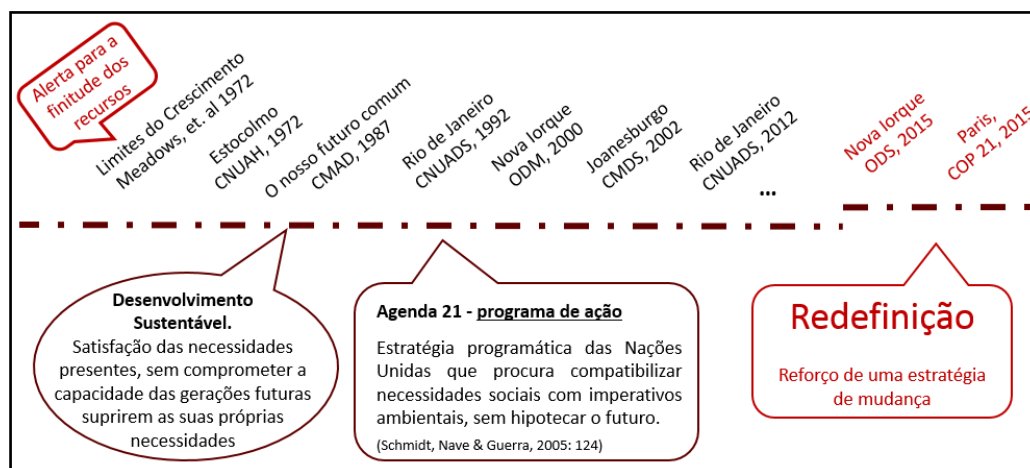 Alerta para a
finitude dos
recursos
Limites do Crescimento
Meadows, et. al 1972
Estocolmo
CNUAH, 1972
O nosso futuro comum
CMAD, 1987
Rio de Janeiro
CNUADS, 1992
Nova Iorque
ODM, 2000
Joanesburgo
CMDS, 2002
Rio de Janeiro
CNUADS, 2012
...
Nova Iorque
ODS, 2015
Paris,
COP 21, 2015
Desenvolvimento
Sustentável.
Satisfação das necessidades
presentes, sem comprometer a
capacidade das gerações futuras
suprirem as suas próprias
necessidades
Agenda 21 - programa de ação
Estratégia programática das Nações
Unidas que procura compatibilizar
necessidades sociais com imperativos
ambientais, sem hipotecar o futuro.
(Schmidt, Nave & Guerra, 2005: 124)
Redefinição
Reforço de uma estratégia
de mudança